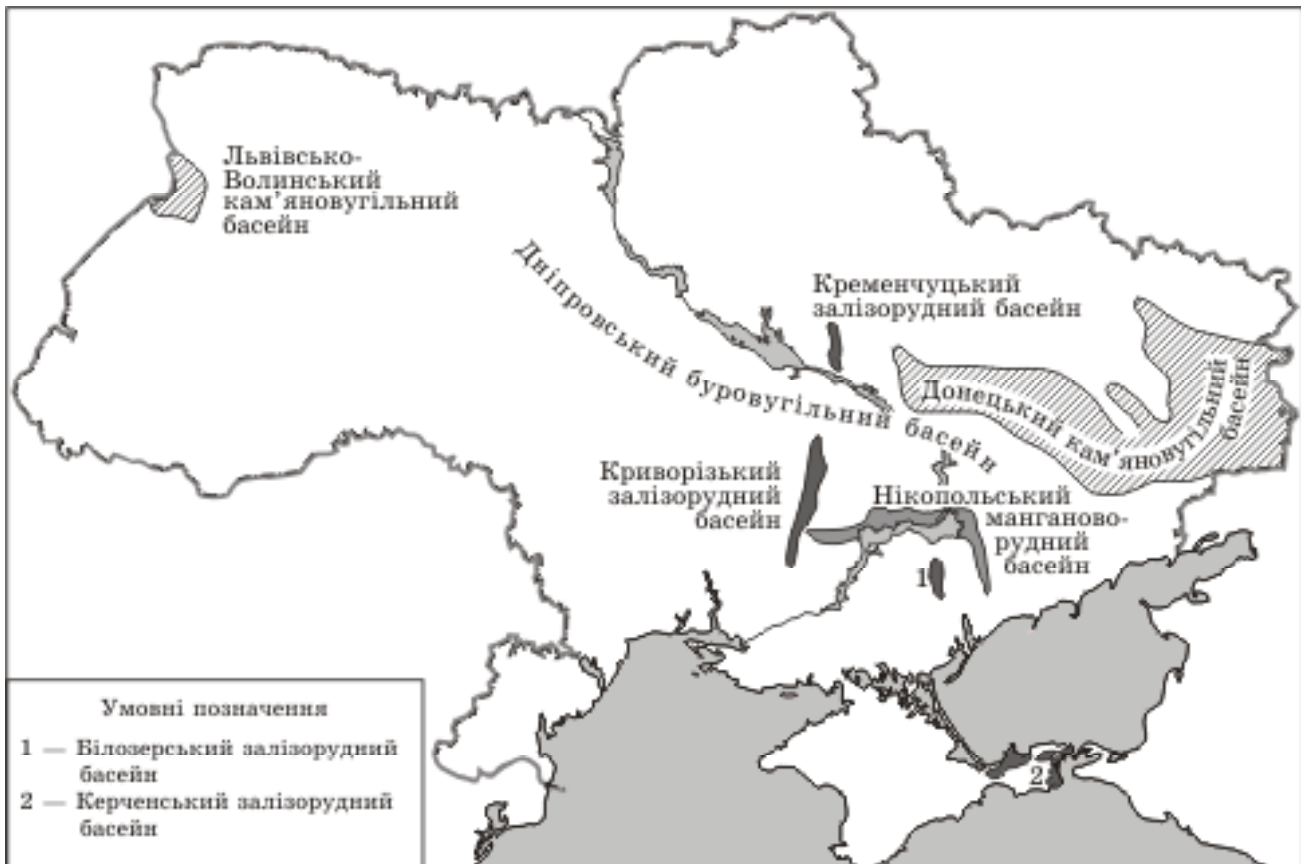 Львівсько-
Волинський
кам’яновугільний
басейн
Дніпровський буровугільний басейн
Кременчуцький
залізорудний басейн
Донецький кам’яновугільний
басейн
Криворізький
залізорудний
басейн
Нікопольський
манганово-
рудний
басейн
1
2
Умовні позначення
1 — Білозерський залізорудний
басейн
2 — Керченський залізорудний
басейн